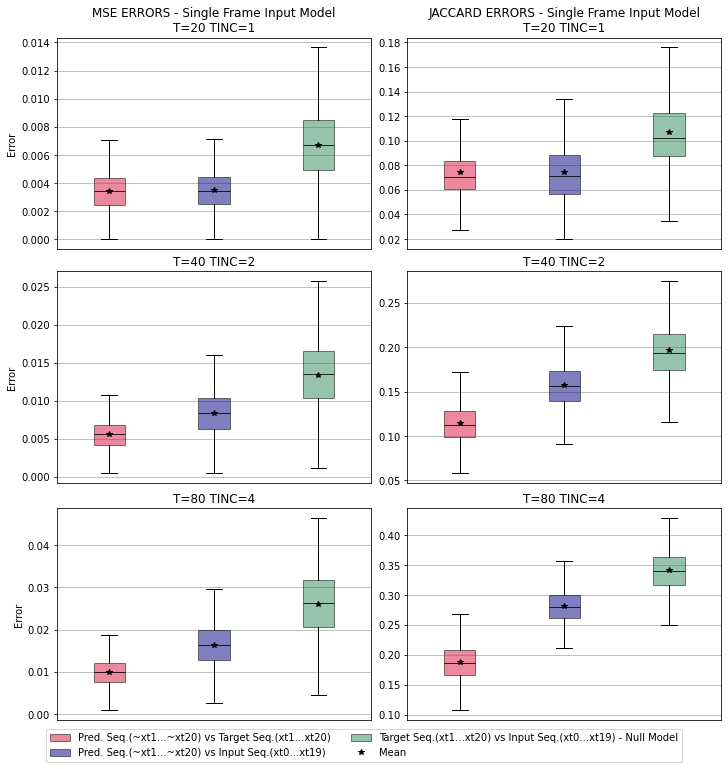 MSE ERRORS - Single Frame Input Model
T=20 TINC=1
JACCARD ERRORS - Single Frame Input Model
T=20 TINC=1
Error
0.014
0.012
0.010
0.008
0.006
0.004
0.002
0.000
0.18
0.16
0.14
0.12
0.10
0.08
0.06
0.04
0.02
T=40 TINC=2
T=40 TINC=2
Error
0.025
0.020
0.015
0.010
0.005
0.000
0.25
0.20
0.15
0.10
0.05
T=80 TINC=4
T=80 TINC=4
Error
0.04
0.03
0.02
0.01
0.00
0.40
0.35
0.30
0.25
0.20
0.15
0.10
Pred. Seq.(~xt1...~xt20) vs Target Seq.(xt1...xt20)
Pred. Seq.(~xt1...~xt20) vs Input Seq.(xt0...xt19)
Target Seq.(xt1...xt20) vs Input Seq.(xt0...xt19) - Null Model
Mean